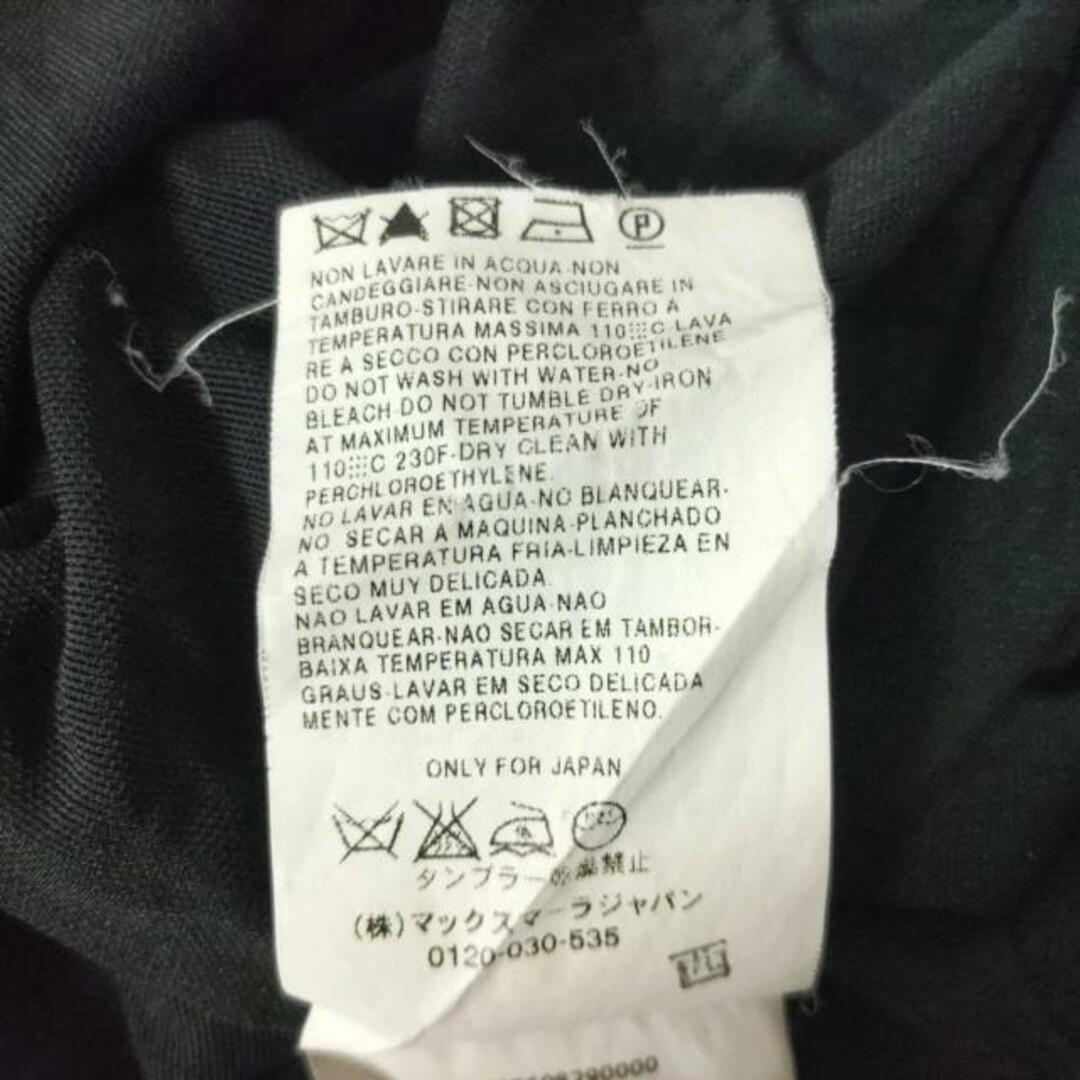 P
NON LAVARE IN ACQUA-NON
CANDEGGIARE-NON ASCIUGARE IN
TAMBURO-STIRARE CON FERRO A
TEMPERATURA MASSIMA 110 C-LAVA
RE A SECCO CON PERCLOROETILENE
DO NOT WASH WITH WATER-NO
BLEACH-DO NOT TUMBLE DRY-IRON
AT MAXIMUM TEMPERATURE OF
110 C 230F-DRY CLEAN WITH
PERCHLOROETHYLENE.
NO LAVAR EN AGUA-NO BLANQUEAR-
NO SECAR A MAQUINA-PLANCHADO
A TEMPERATURA FRIA-LIMPIEZA EN
SECO MUY DELICADA.
NAO LAVAR EM AGUA-NAO
BRANQUEAR-NAO SECAR EM TAMBOR-
BAIXA TEMPERATURA MAX 110
GRAUS-LAVAR EM SECO DELICADA
MENTE COM PERCLOROETILENO.
ONLY FOR JAPAN
タンブラー乾燥禁止
(株)マックスマーラジャパン
0120-030-535